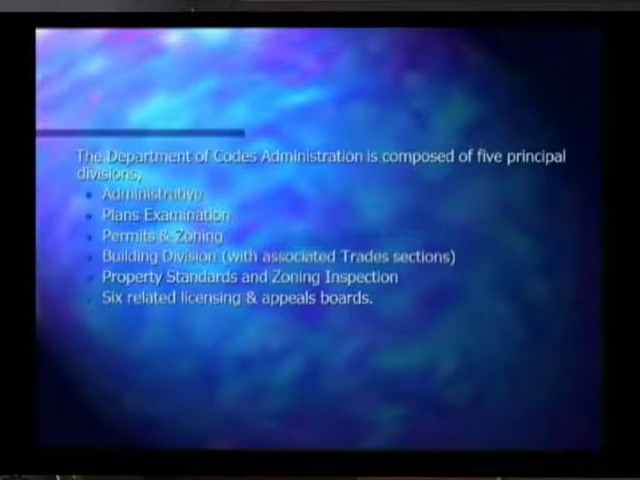 The Department of Codes Administration is composed of five principal
divisions,
Administrative
Plans Examination
Permits & Zoning
Building Division (with associated Trades sections)
Property Standards and Zoning Inspection
Six related licensing & appeals boards.